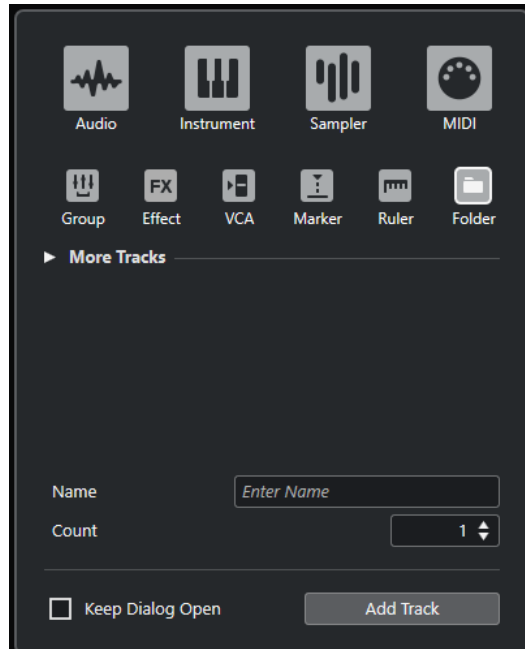 Audio Instrument Sampler MIDI
FX
Group Effect VCA Marker Ruler Folder
More Tracks
Name Enter Name
Count 1
Keep Dialog Open Add Track